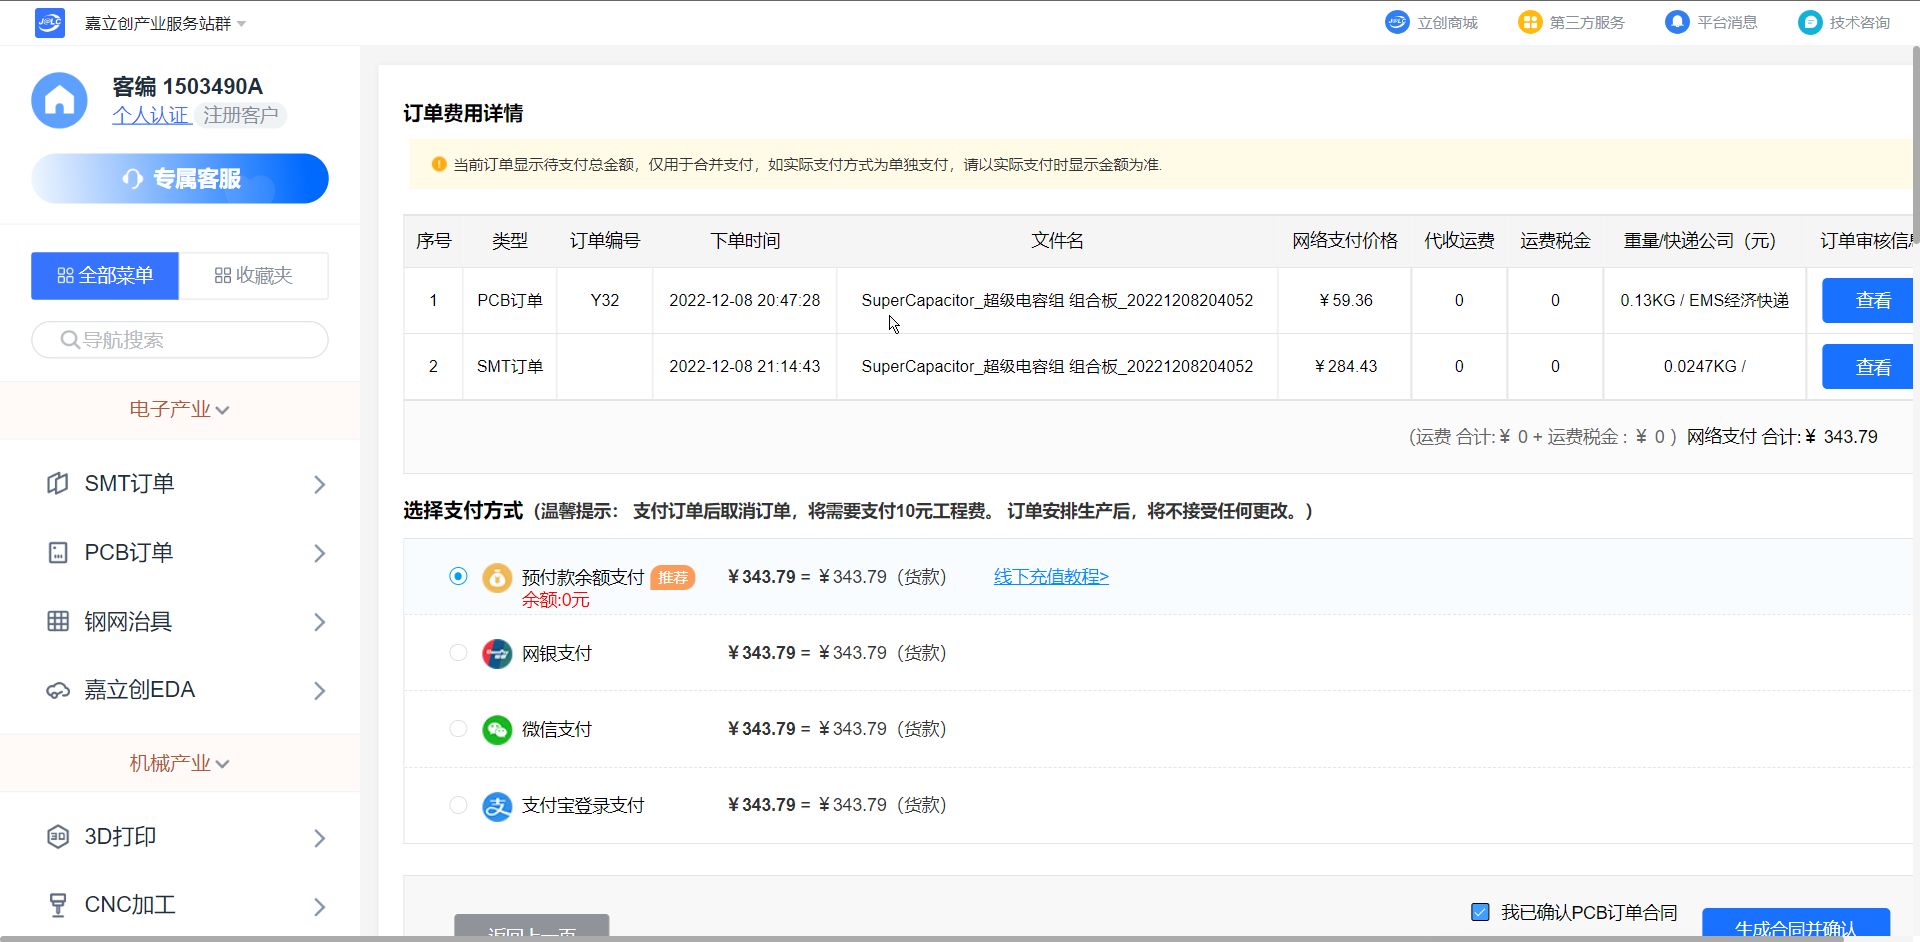 嘉立创产业服务站群
立创商城
第三方服务
平台消息
技术咨询
客编 1503490A
个人认证 注册客户
专属客服
全部菜单
收藏夹
导航搜索
电子产业
SMT订单
PCB订单
钢网治具
嘉立创EDA
机械产业
3D打印
CNC加工
订单费用详情
当前订单显示待支付总金额，仅用于合并支付，如实际支付方式为单独支付，请以实际支付时显示金额为准.
序号 类型 订单编号 下单时间 文件名 网络支付价格 代收运费 运费税金 重量/快递公司（元） 订单审核信息
1 PCB订单 Y32 2022-12-08 20:47:28 SuperCapacitor_超级电容组 组合板_20221208204052 ¥59.36 0 0 0.13KG / EMS经济快递 查看
2 SMT订单 2022-12-08 21:14:43 SuperCapacitor_超级电容组 组合板_20221208204052 ¥284.43 0 0 0.0247KG / 查看
（运费 合计:¥ 0 + 运费税金： ¥ 0 ）网络支付 合计:¥ 343.79
选择支付方式（温馨提示： 支付订单后取消订单，将需要支付10元工程费。 订单安排生产后，将不接受任何更改。）
预付款余额支付 推荐 ¥343.79 = ¥343.79（货款） 线下充值教程>
余额:0元
网银支付 ¥343.79 = ¥343.79（货款）
微信支付 ¥343.79 = ¥343.79（货款）
支付宝登录支付 ¥343.79 = ¥343.79（货款）
我已确认PCB订单合同
返回上一页
生成合同并确认